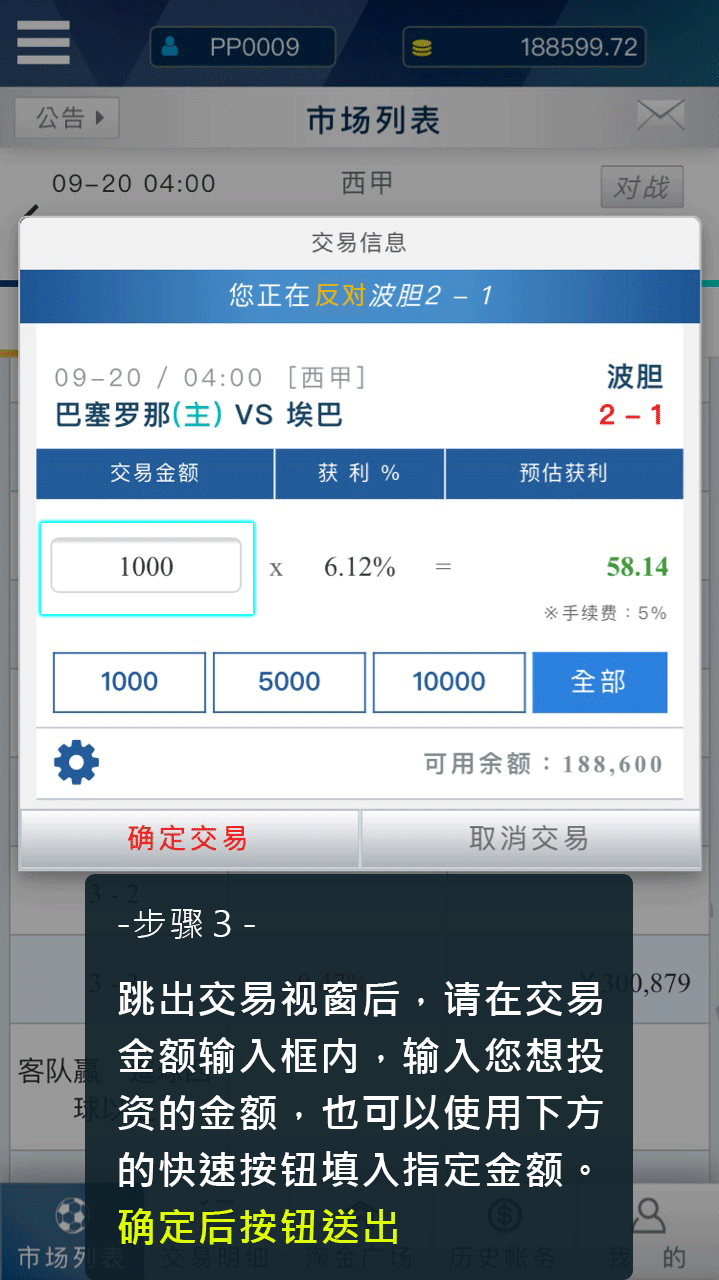 PP0009
188599.72
公告
市场列表
09-20 04:00
西甲
对战
交易信息
您正在反对波胆2 - 1
09-20 / 04:00 [西甲]
波胆
巴塞罗那(主) VS 埃巴
2 - 1
交易金额
获 利 %
预估获利
1000
x
6.12%
=
58.14
※手续费：5%
1000
5000
10000
全部
可用余额：188,600
确定交易
取消交易
3 - 2
-步骤３-
跳出交易视窗后，请在交易
金额输入框内，输入您想投
资的金额，也可以使用下方
的快速按钮填入指定金额。
确定后按钮送出
300,879
客队赢
市场列表
交易明细
淘金广场
历史帐务
我 的